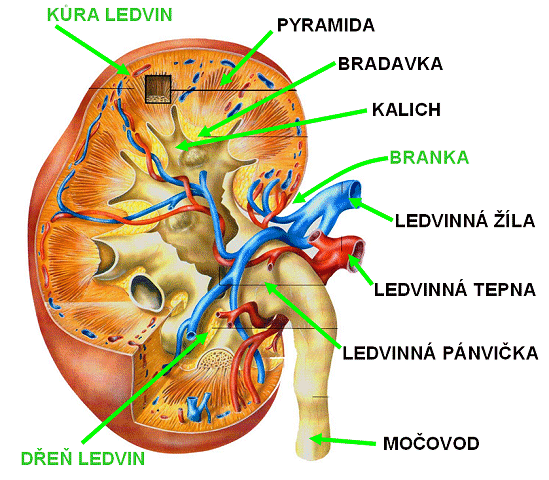 KŮRA LEDVIN
PYRAMIDA
BRADAVKA
KALICH
BRANKA
LEDVINNÁ ŽÍLA
LEDVINNÁ TEPNA
LEDVINNÁ PÁNVIČKA
MOČOVOD
DŘEŇ LEDVIN